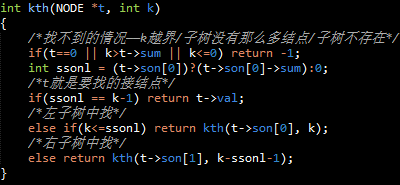 int kth(NODE *t, int k)
{
/*找不到的情况——k越界/子树没有那么多结点/子树不存在*/
if(t==0 || k>t->sum || k<=0) return -1;
int ssonl = (t->son[0])?(t->son[0]->sum):0;
/*t就是要找的接结点*/
if(ssonl == k-1) return t->val;
/*左子树中找*/
else if(k<=ssonl) return kth(t->son[0], k);
/*右子树中找*/
else return kth(t->son[1], k-ssonl-1);
}